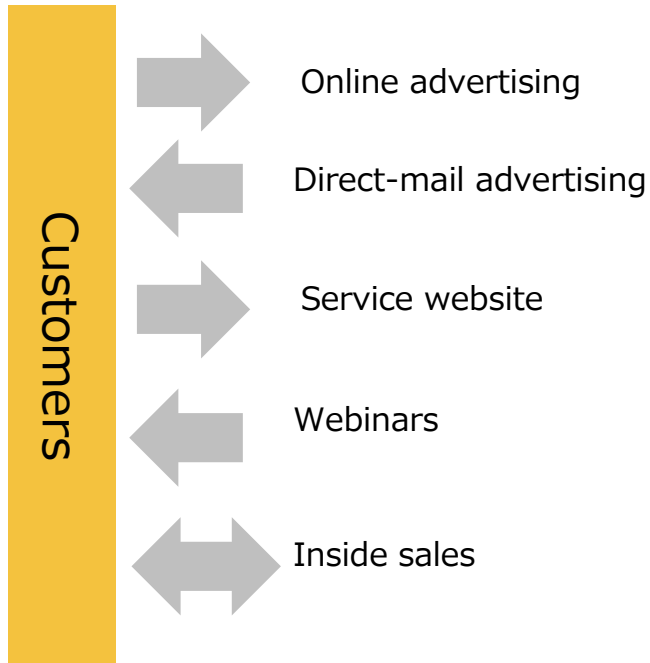 Customers
Online advertising
Direct-mail advertising
Service website
Webinars
Inside sales